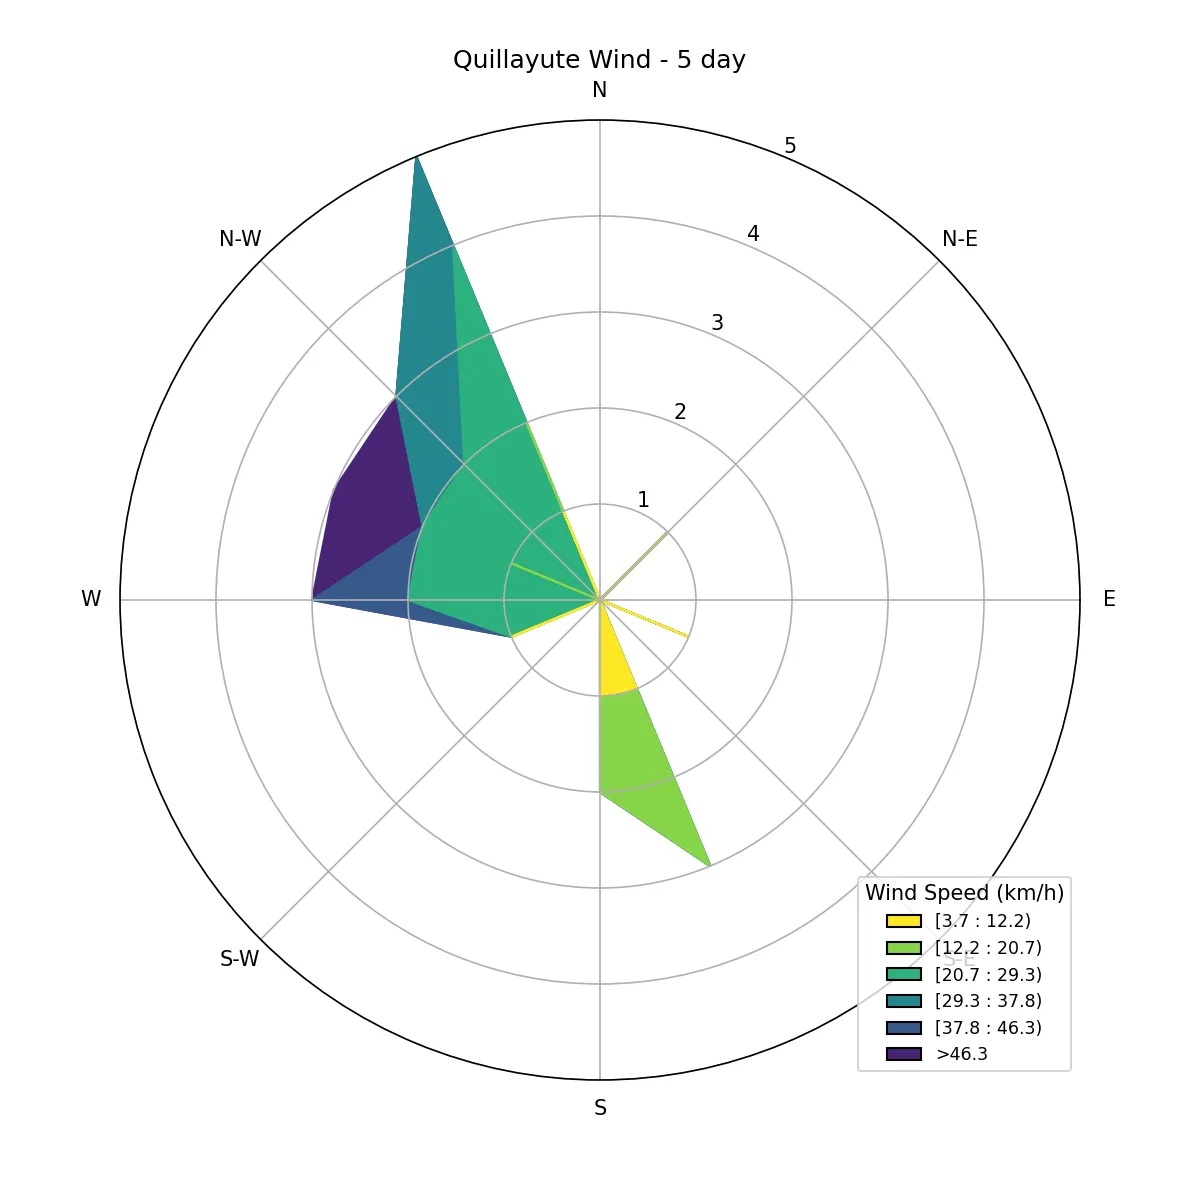 Quillayute Wind - 5 day
N
5
N-W
N-E
4
3
2
1
W
E
Wind Speed (km/h)
[3.7 : 12.2)
[12.2 : 20.7)
S-W
S-E
[20.7 : 29.3)
[29.3 : 37.8)
[37.8 : 46.3)
>46.3
S